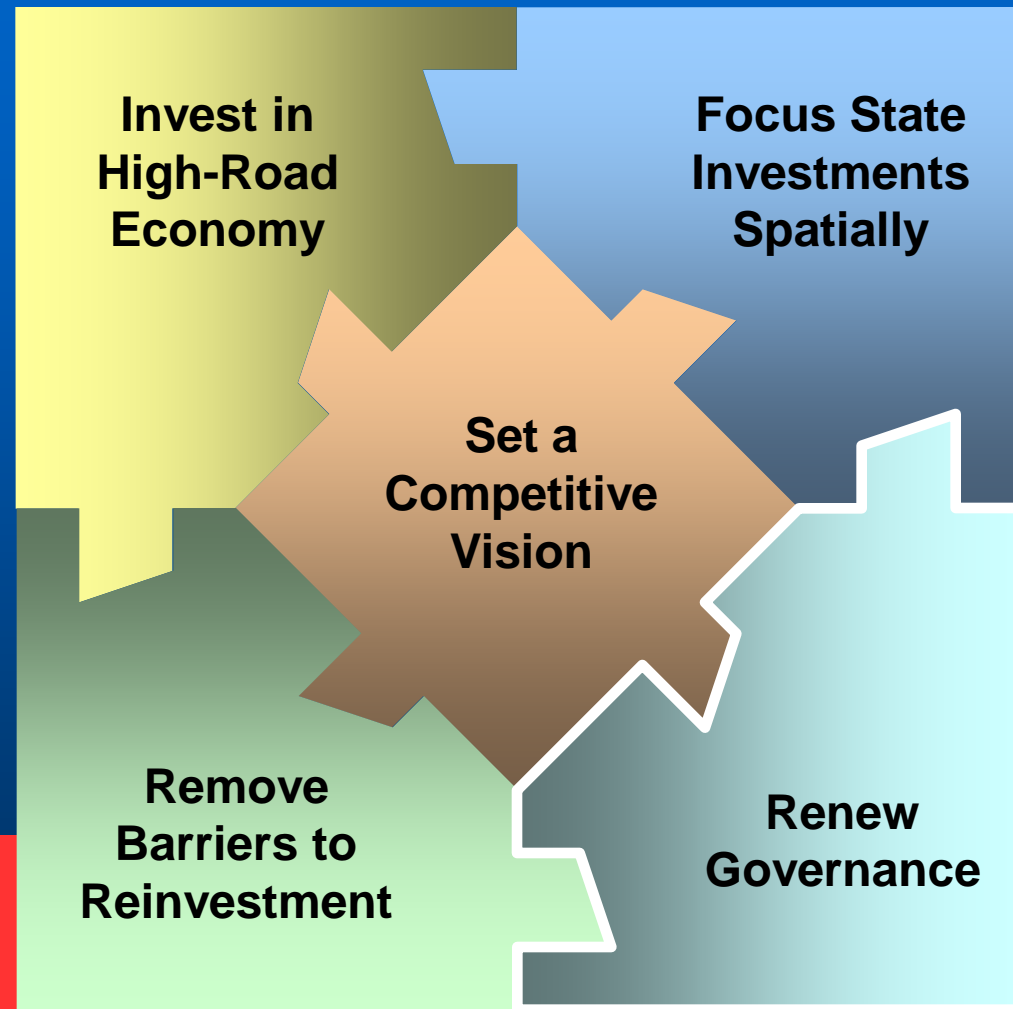 Invest in
High-Road
Economy
Focus State
Investments
Spatially
Set a
Competitive
Vision
Remove
Barriers to
Reinvestment
Renew
Governance